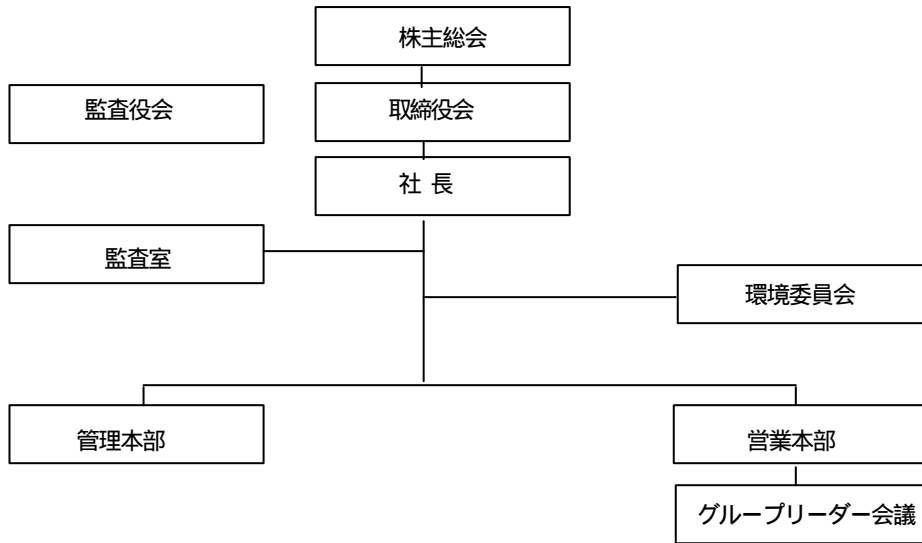 株主総会
監査役会
取締役会
社 長
監査室
環境委員会
管理本部
営業本部
グループリーダー会議